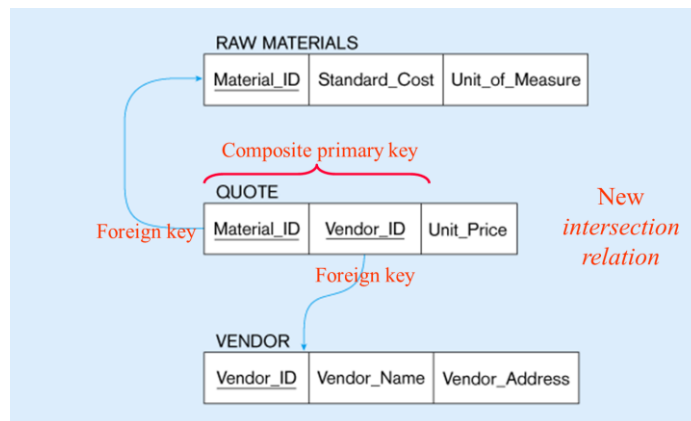 RAW MATERIALS
Material_ID Standard_Cost Unit_of_Measure
Composite primary key
QUOTE
Foreign key Material_ID Vendor_ID Unit_Price
New
intersection
relation
Foreign key
VENDOR
Vendor_ID Vendor_Name Vendor_Address